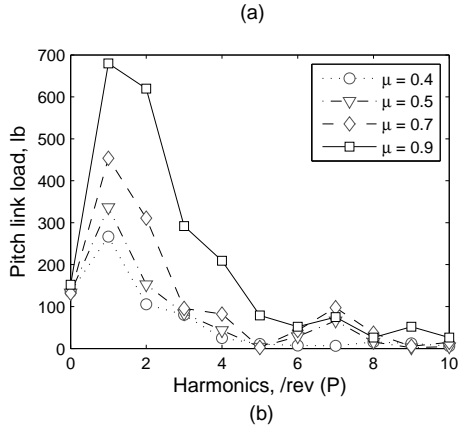 (a)
700
600
500
400
300
200
100
0
Pitch link load, lb
μ = 0.4
μ = 0.5
μ = 0.7
μ = 0.9
0 2 4 6 8 10
Harmonics, /rev (P)
(b)